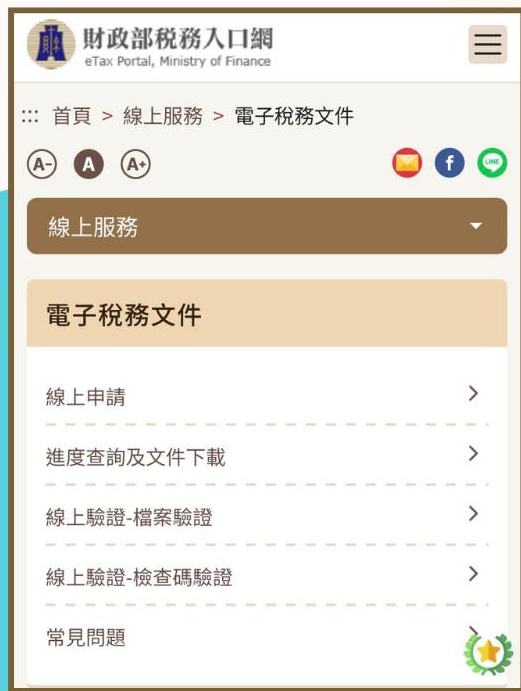 財政部稅務入口網
eTax Portal, Ministry of Finance
::: 首頁 > 線上服務 > 電子稅務文件
A- A A+ f LINE
線上服務
電子稅務文件
線上申請
進度查詢及文件下載
線上驗證-檔案驗證
線上驗證-檢查碼驗證
常見問題